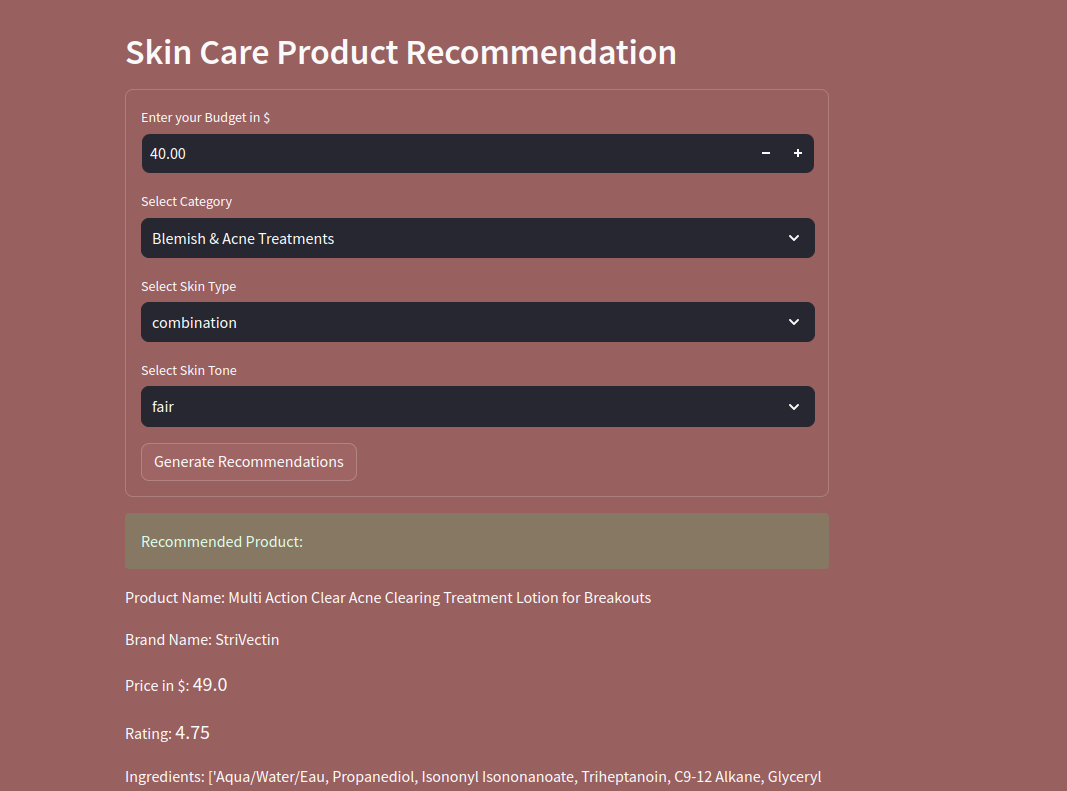 Skin Care Product Recommendation
Enter your Budget in $
40.00
Select Category
Blemish & Acne Treatments
Select Skin Type
combination
Select Skin Tone
fair
Generate Recommendations
Recommended Product:
Product Name: Multi Action Clear Acne Clearing Treatment Lotion for Breakouts
Brand Name: StriVectin
Price in $: 49.0
Rating: 4.75
Ingredients: ['Aqua/Water/Eau, Propanediol, Isononyl Isononanoate, Triheptanoin, C9-12 Alkane, Glyceryl